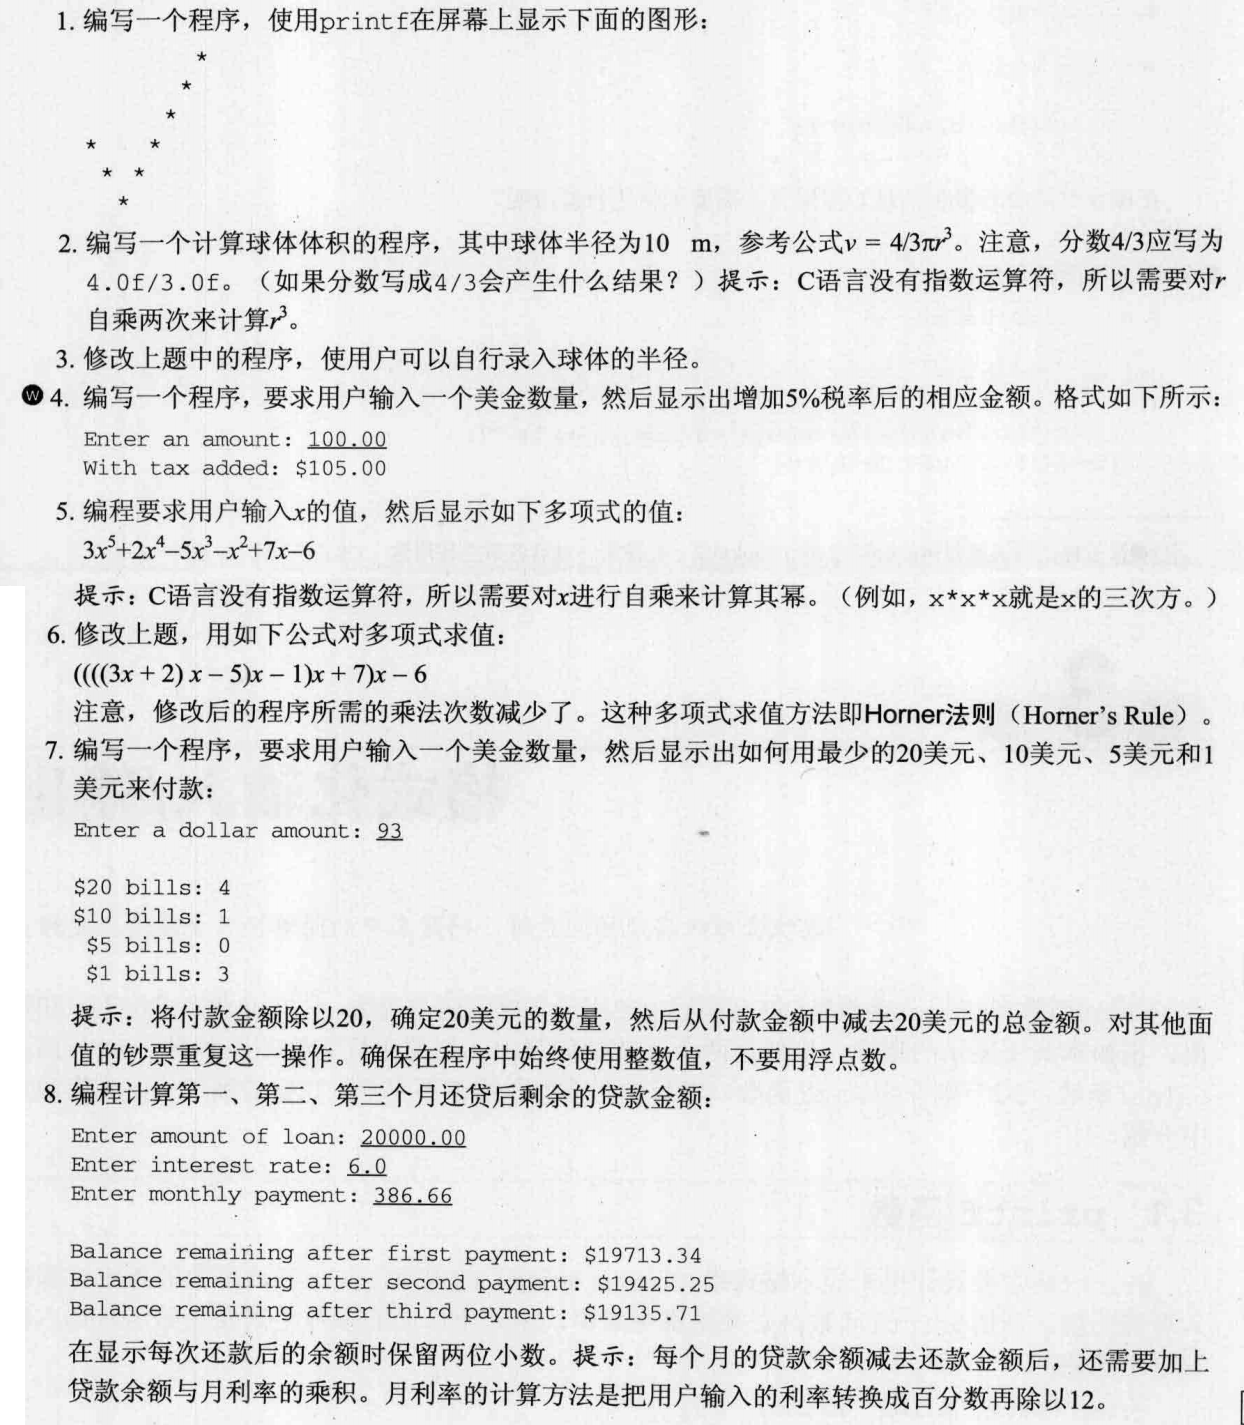 1. 编写一个程序，使用printf在屏幕上显示下面的图形：
*
*
*
* *
* *
*
2. 编写一个计算球体体积的程序，其中球体半径为10 m，参考公式v = 4/3πr³。注意，分数4/3应写为
4.0f/3.0f。（如果分数写成4/3会产生什么结果？）提示：C语言没有指数运算符，所以需要对r
自乘两次来计算r³。
3. 修改上题中的程序，使用户可以自行录入球体的半径。
W 4. 编写一个程序，要求用户输入一个美金数量，然后显示出增加5%税率后的相应金额。格式如下所示：
Enter an amount: 100.00
With tax added: $105.00
5. 编程要求用户输入x的值，然后显示如下多项式的值：
3x⁵+2x⁴–5x³–x²+7x–6
提示：C语言没有指数运算符，所以需要对x进行自乘来计算其幂。（例如，x*x*x就是x的三次方。）
6. 修改上题，用如下公式对多项式求值：
((((3x + 2) x – 5)x – 1)x + 7)x – 6
注意，修改后的程序所需的乘法次数减少了。这种多项式求值方法即Horner法则（Horner's Rule）。
7. 编写一个程序，要求用户输入一个美金数量，然后显示出如何用最少的20美元、10美元、5美元和1
美元来付款：
Enter a dollar amount: 93
$20 bills: 4
$10 bills: 1
$5 bills: 0
$1 bills: 3
提示：将付款金额除以20，确定20美元的数量，然后从付款金额中减去20美元的总金额。对其他面
值的钞票重复这一操作。确保在程序中始终使用整数值，不要用浮点数。
8. 编程计算第一、第二、第三个月还贷后剩余的贷款金额：
Enter amount of loan: 20000.00
Enter interest rate: 6.0
Enter monthly payment: 386.66
Balance remaining after first payment: $19713.34
Balance remaining after second payment: $19425.25
Balance remaining after third payment: $19135.71
在显示每次还款后的余额时保留两位小数。提示：每个月的贷款余额减去还款金额后，还需要加上
贷款余额与月利率的乘积。月利率的计算方法是把用户输入的利率转换成百分数再除以12。